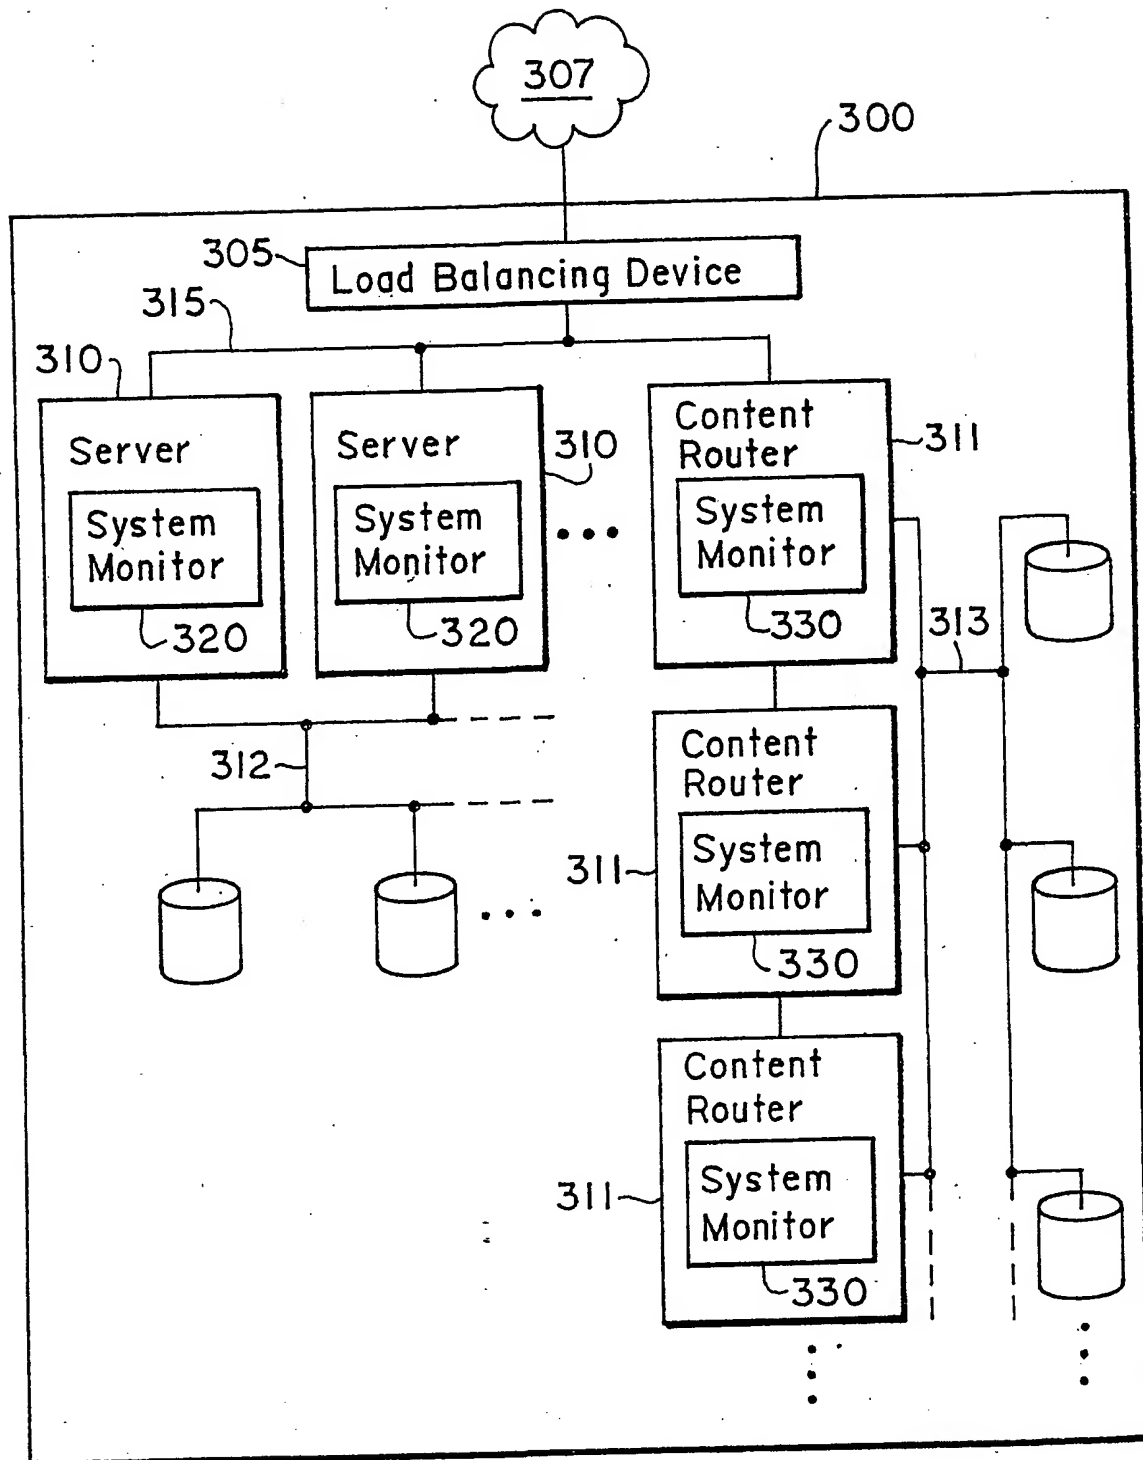 307
300
305
Load Balancing Device
315
310
Server
System
Monitor
320
Server
310
System
Monitor
320
Content
Router
311
System
Monitor
330
313
312
Content
Router
311
System
Monitor
330
Content
Router
311
System
Monitor
330